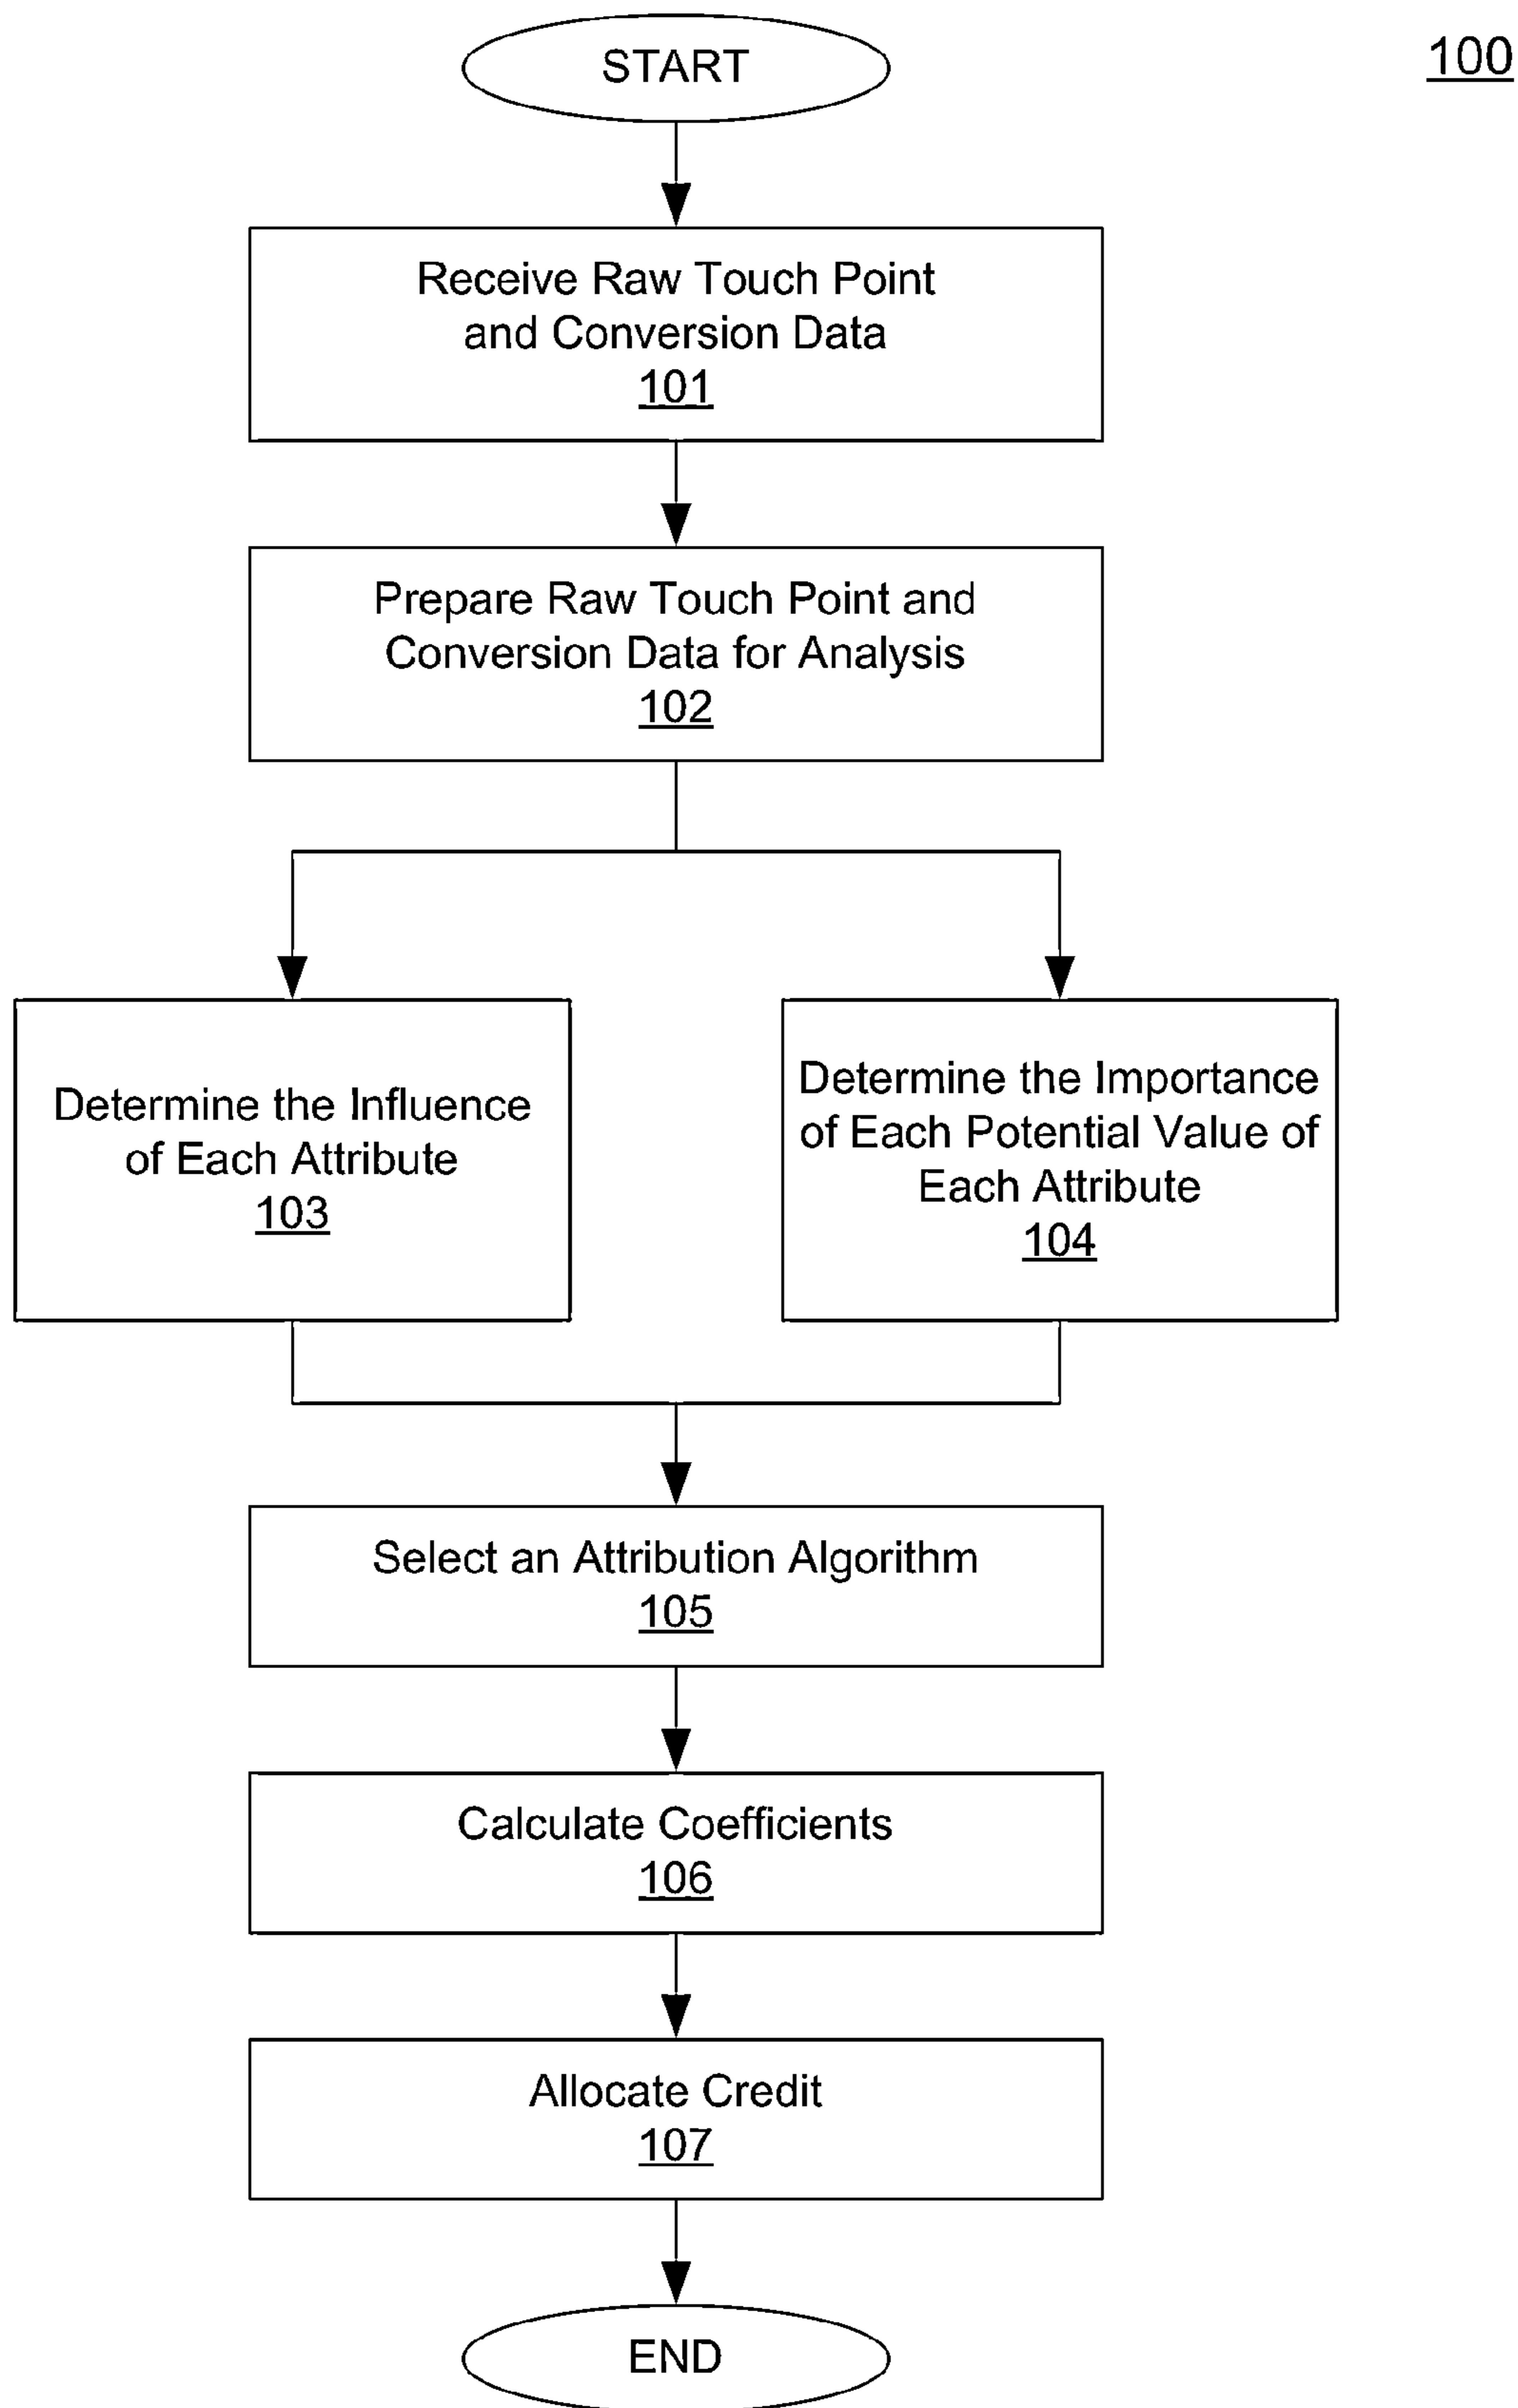 START
100
Receive Raw Touch Point
and Conversion Data
101
Prepare Raw Touch Point and
Conversion Data for Analysis
102
Determine the Influence
of Each Attribute
103
Determine the Importance
of Each Potential Value of
Each Attribute
104
Select an Attribution Algorithm
105
Calculate Coefficients
106
Allocate Credit
107
END